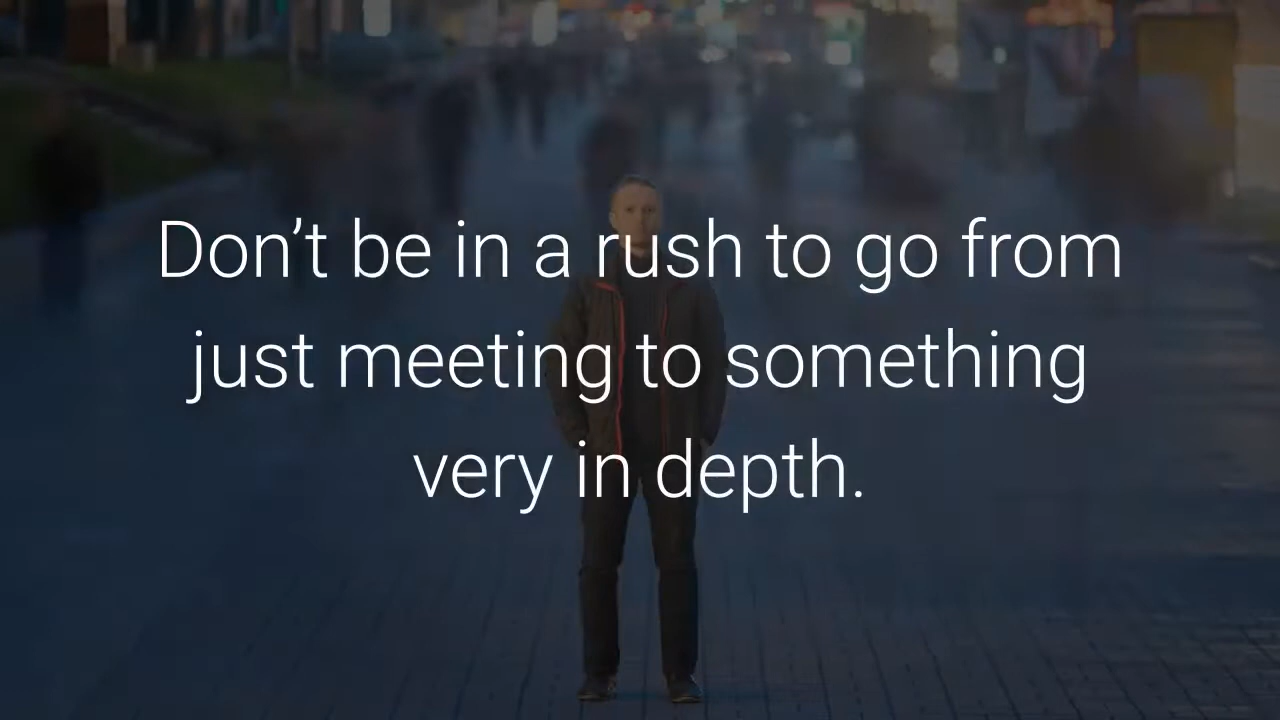 Don’t be in a rush to go from
just meeting to something
very in depth.